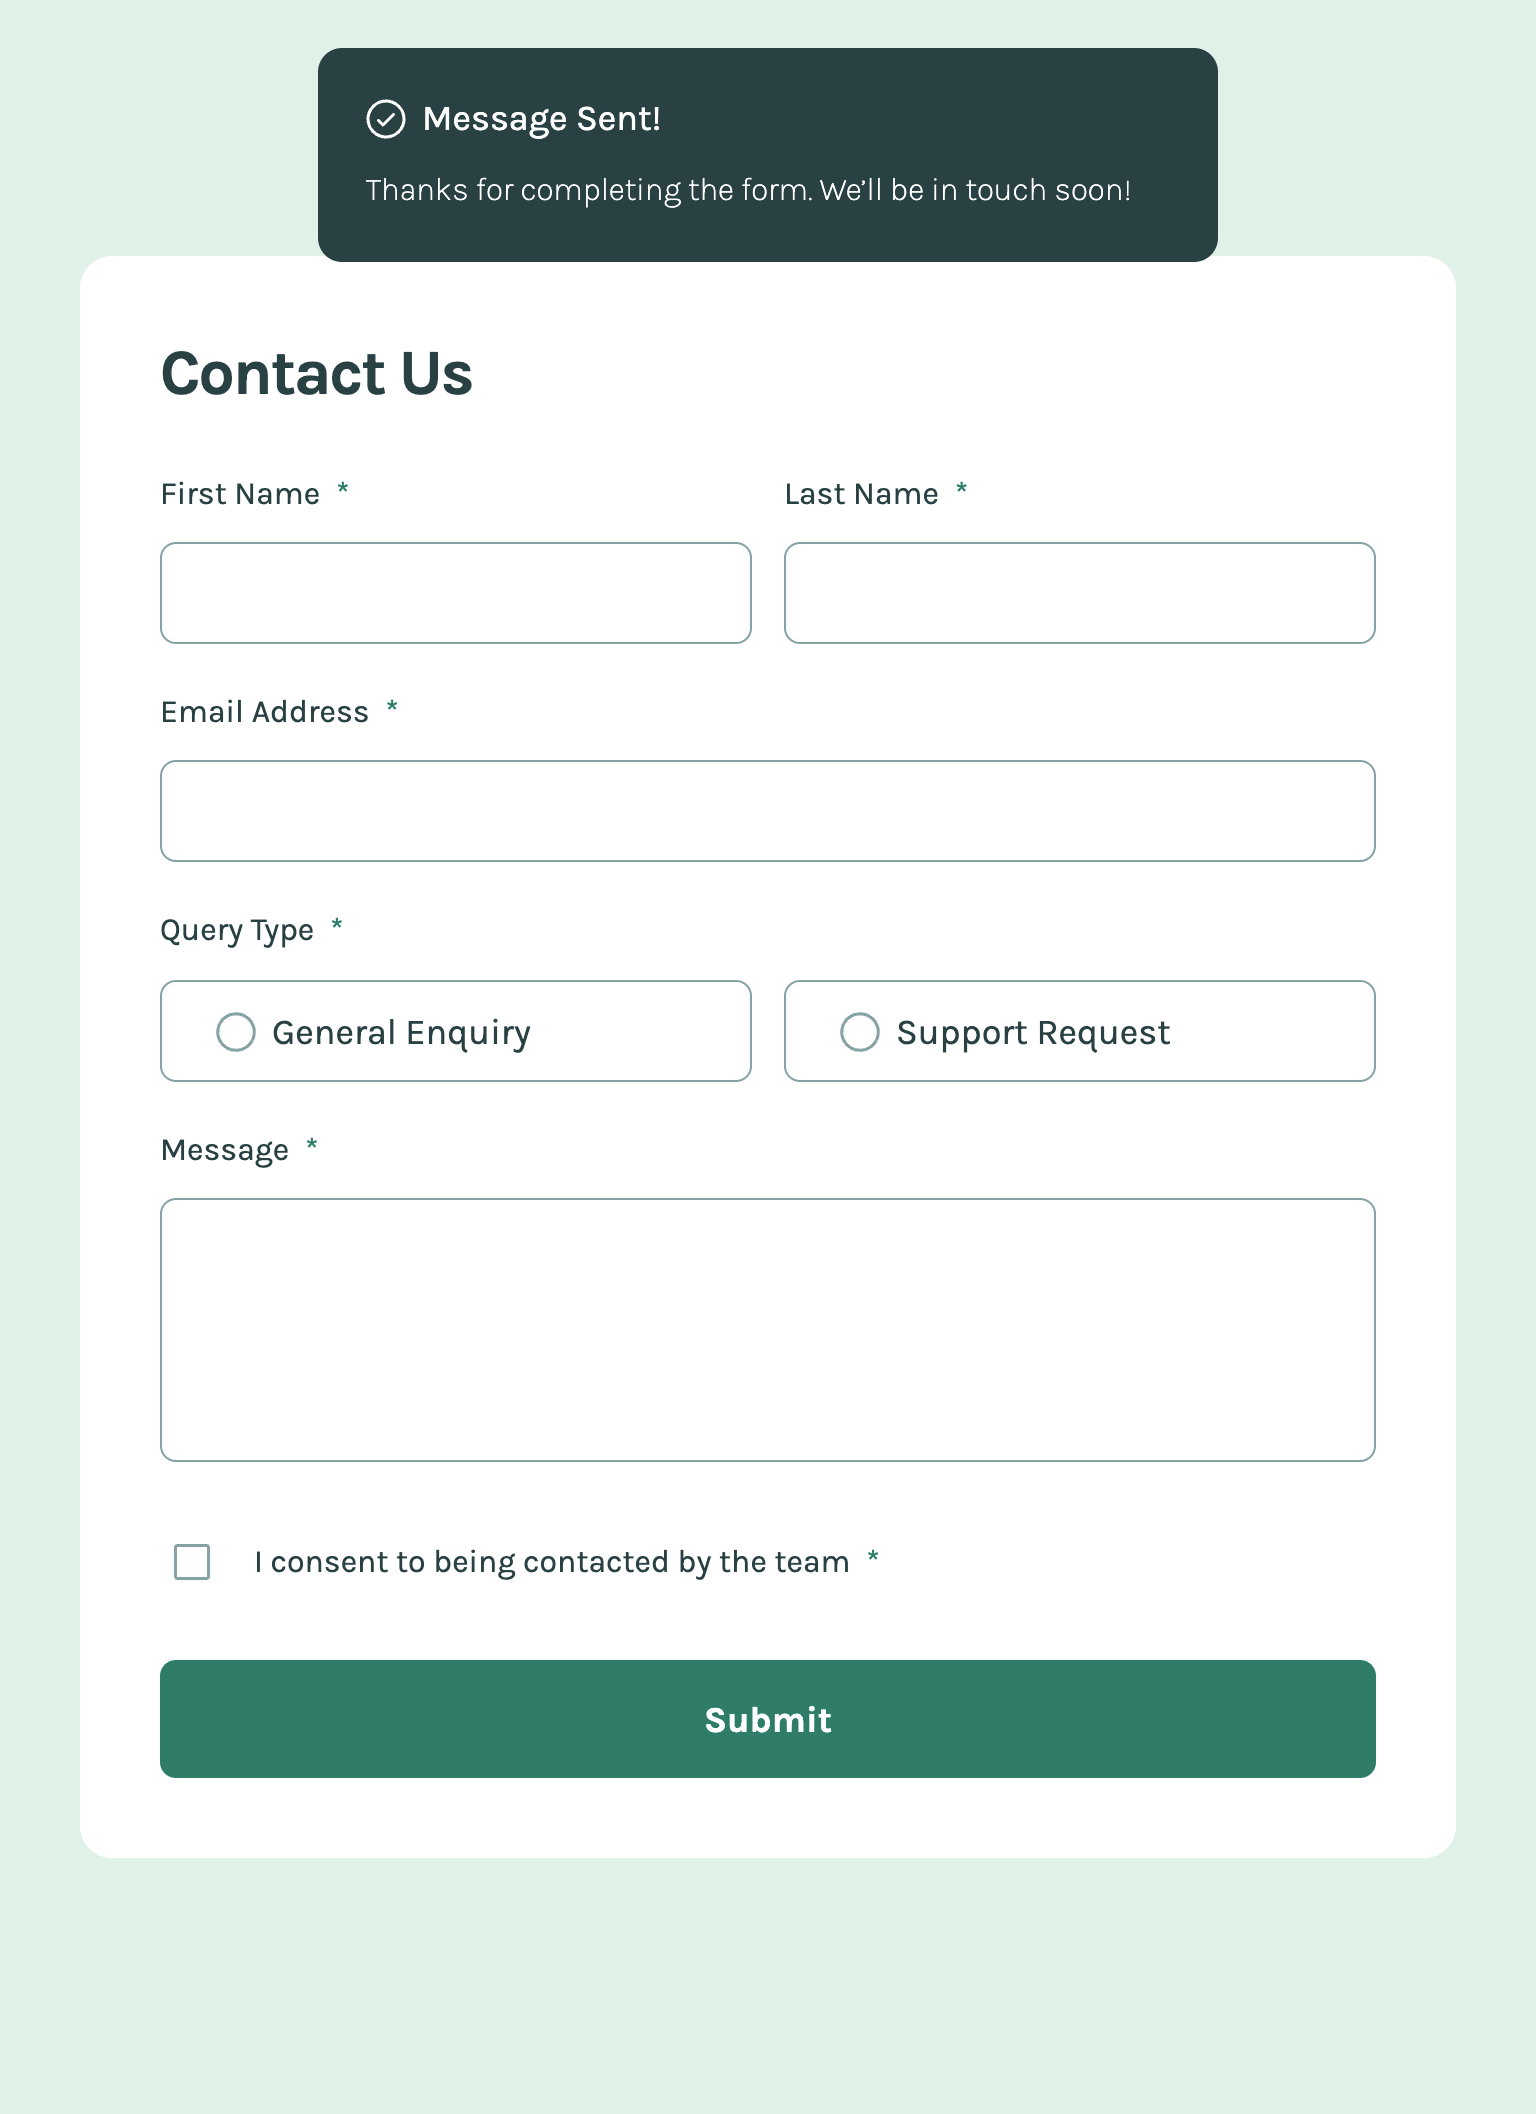 Message Sent!
Thanks for completing the form. We’ll be in touch soon!
Contact Us
First Name *
Last Name *
Email Address *
Query Type *
General Enquiry
Support Request
Message *
I consent to being contacted by the team *
Submit